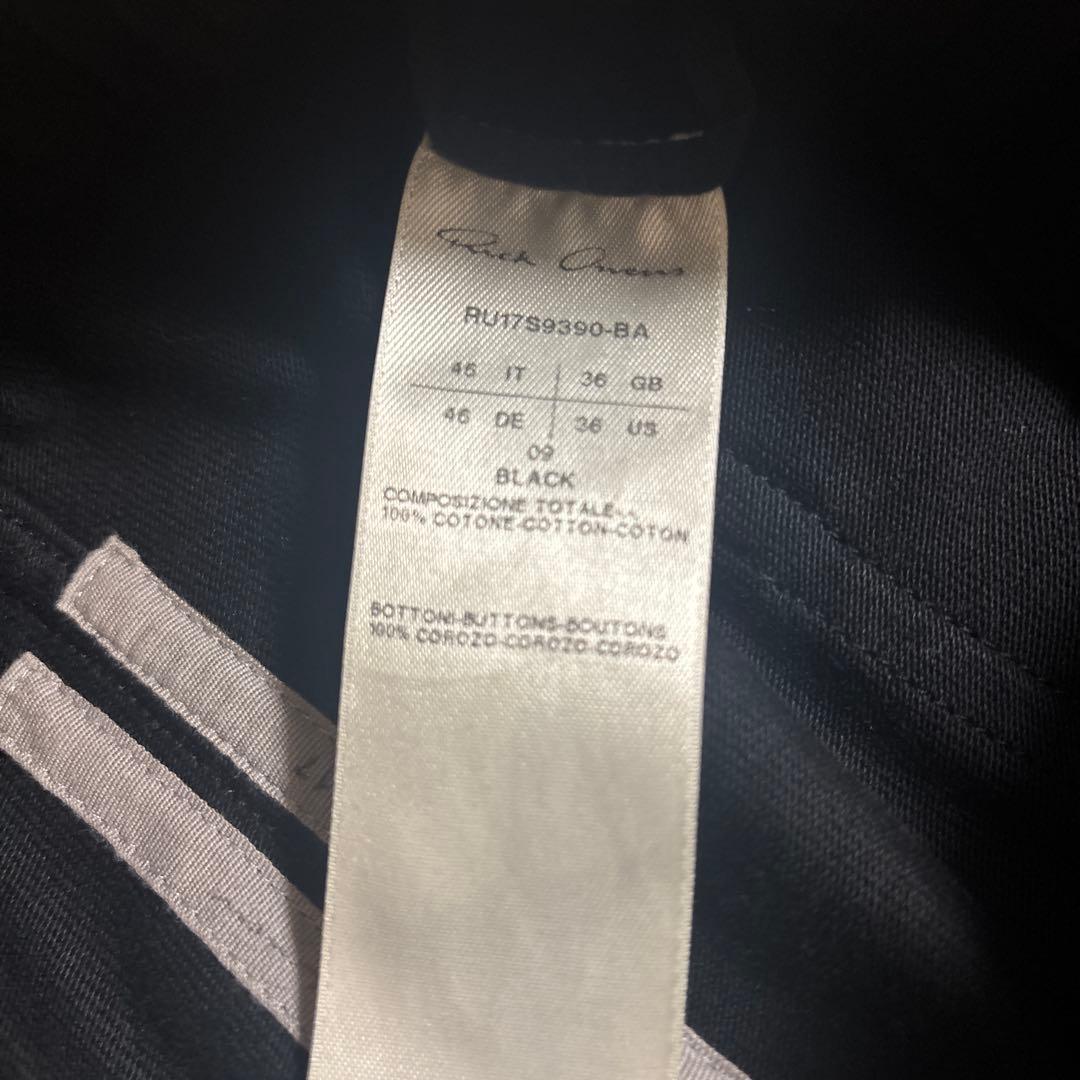 Rick Owens
RU17S9390-BA
46 IT 36 GB
46 DE 36 US
09
BLACK
COMPOSIZIONE TOTALE..
100% COTONE-COTTON-COTON
BOTTONI-BUTTONS-BOUTONS
100% COROZO-COROZO-COROZO